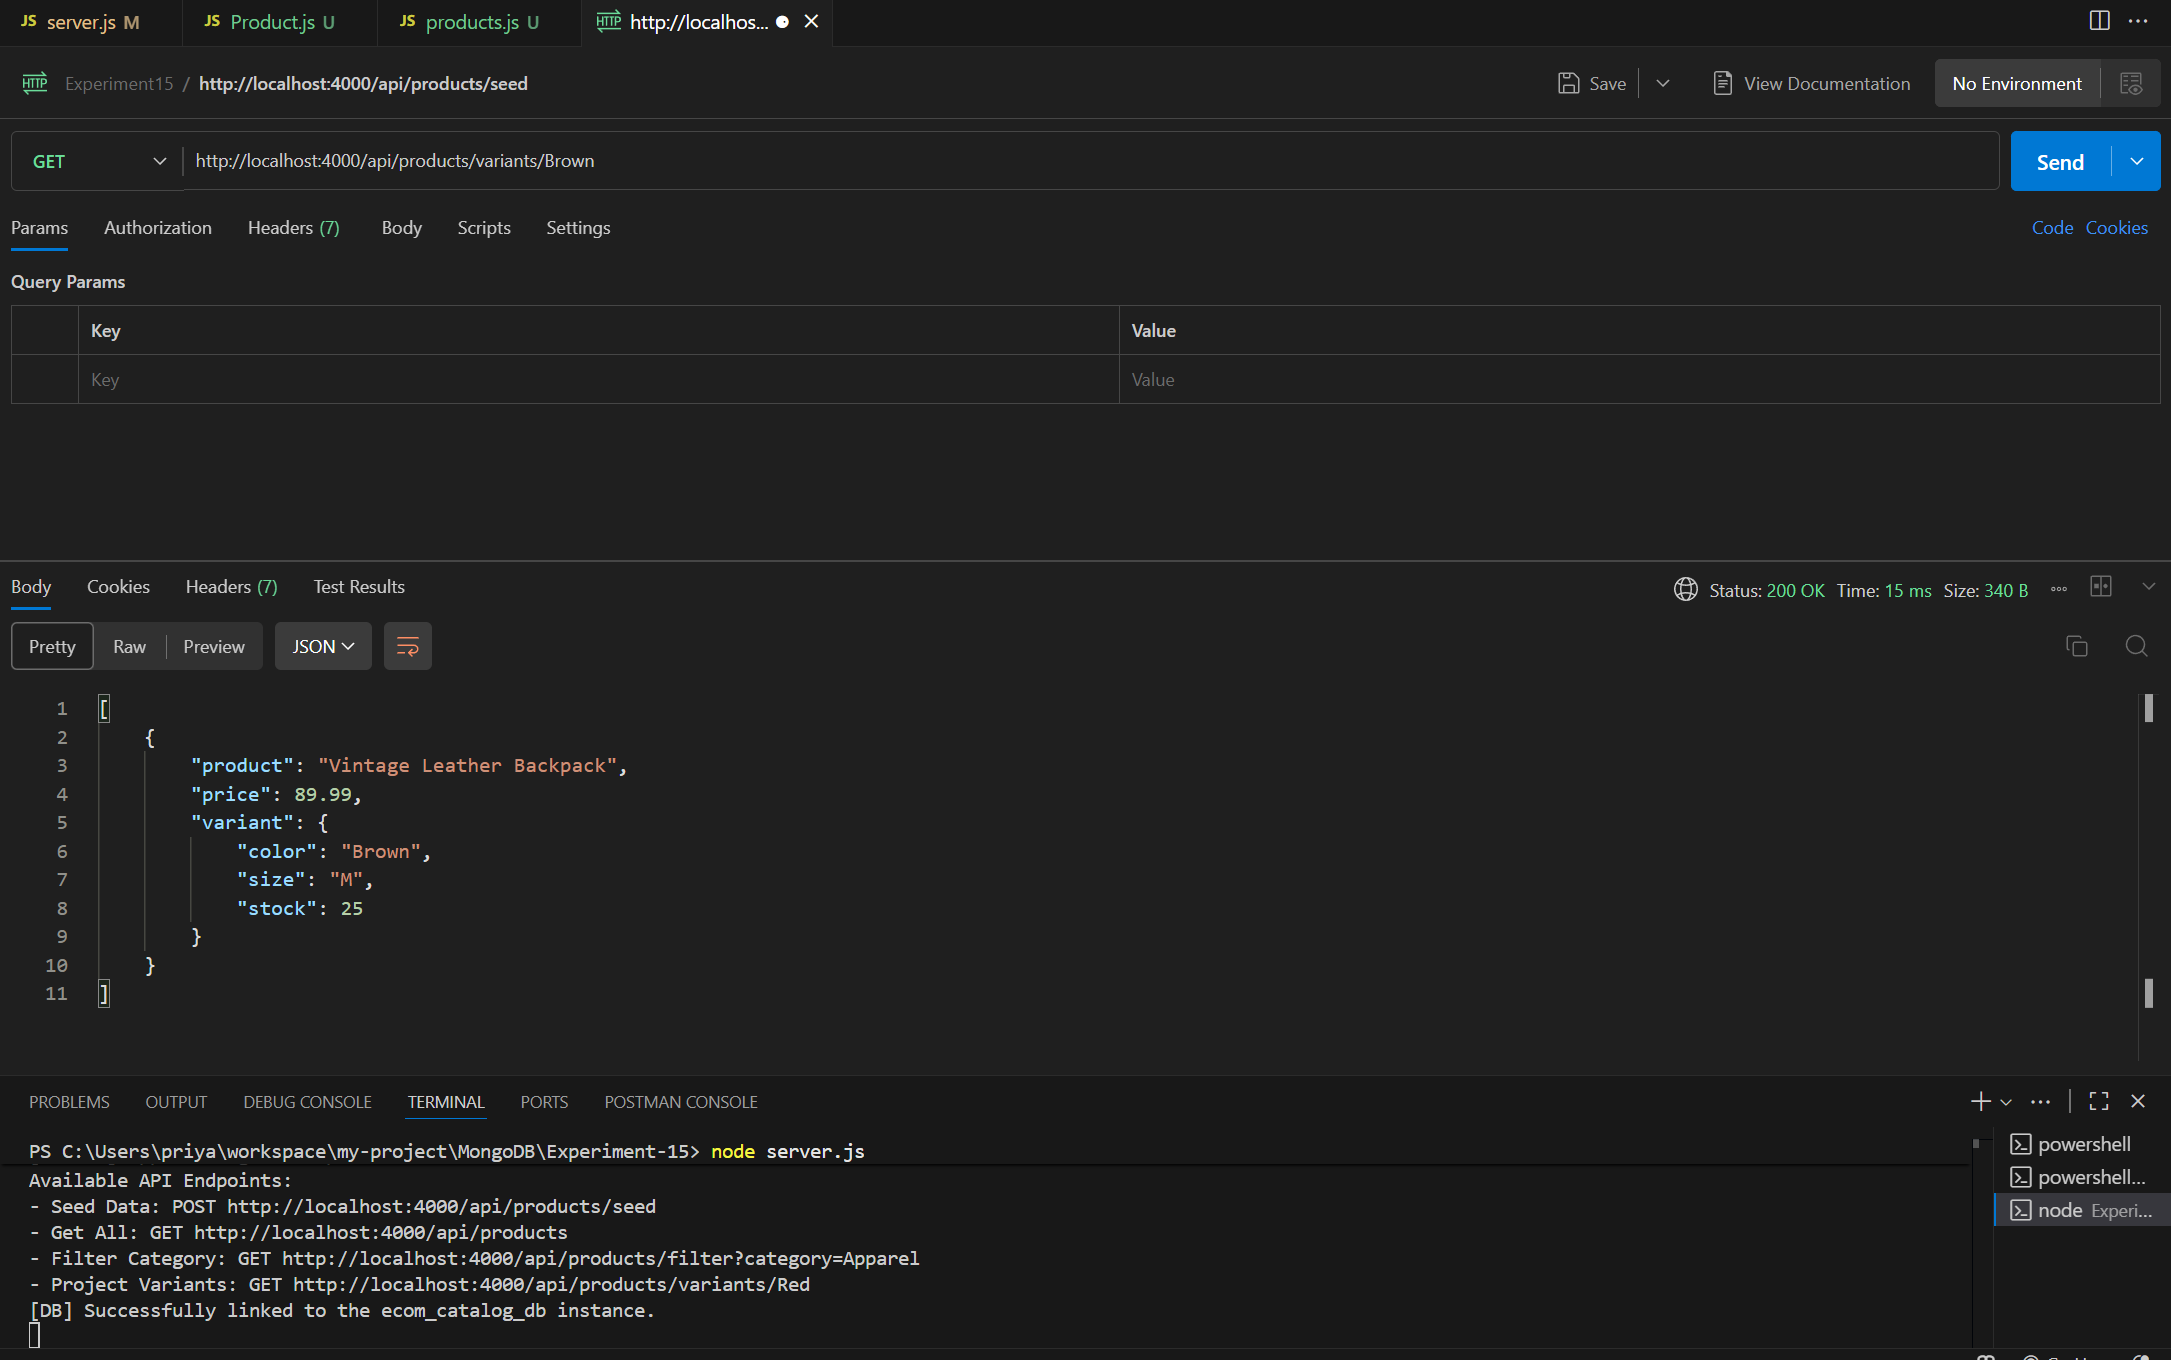 JS server.js M JS Product.js U JS products.js U HTTP http://localhos...
HTTP Experiment15 / http://localhost:4000/api/products/seed Save View Documentation No Environment
GET http://localhost:4000/api/products/variants/Brown Send
Params Authorization Headers (7) Body Scripts Settings Code Cookies
Query Params
Key Value
Key Value
Body Cookies Headers (7) Test Results Status: 200 OK Time: 15 ms Size: 340 B
Pretty Raw Preview JSON
1 [
2 {
3 "product": "Vintage Leather Backpack",
4 "price": 89.99,
5 "variant": {
6 "color": "Brown",
7 "size": "M",
8 "stock": 25
9 }
10 }
11 ]
PROBLEMS OUTPUT DEBUG CONSOLE TERMINAL PORTS POSTMAN CONSOLE
PS C:\Users\priya\workspace\my-project\MongoDB\Experiment-15> node server.js
Available API Endpoints:
- Seed Data: POST http://localhost:4000/api/products/seed
- Get All: GET http://localhost:4000/api/products
- Filter Category: GET http://localhost:4000/api/products/filter?category=Apparel
- Project Variants: GET http://localhost:4000/api/products/variants/Red
[DB] Successfully linked to the ecom_catalog_db instance.
powershell
powershell...
node Experi...